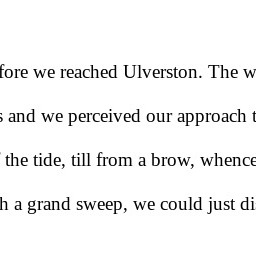 fore we reached Ulverston. The w
s and we perceived our approach t
the tide, till from a brow, whence
h a grand sweep, we could just di